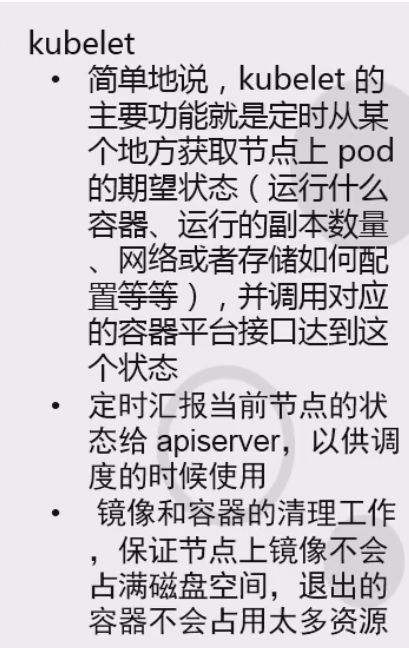 kubelet
• 简单地说，kubelet 的
主要功能就是定时从某
个地方获取节点上 pod
的期望状态（运行什么
容器、运行的副本数量
、网络或者存储如何配
置等等），并调用对应
的容器平台接口达到这
个状态
• 定时汇报当前节点的状
态给 apiserver，以供调
度的时候使用
• 镜像和容器的清理工作
，保证节点上镜像不会
占满磁盘空间，退出的
容器不会占用太多资源